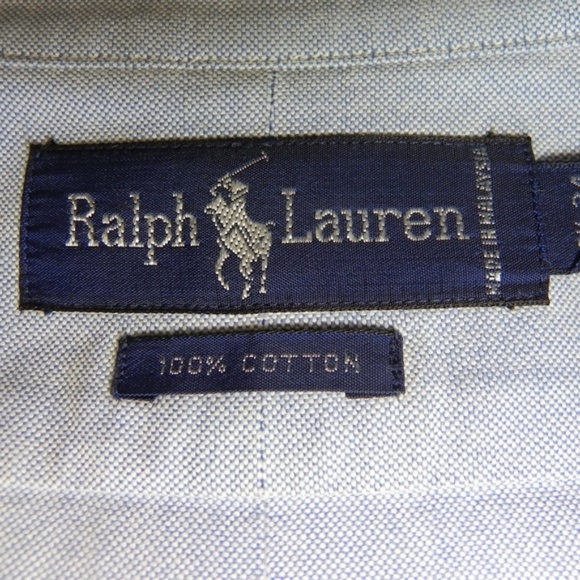 Ralph Lauren
MADE IN MALAYSIA
100% COTTON